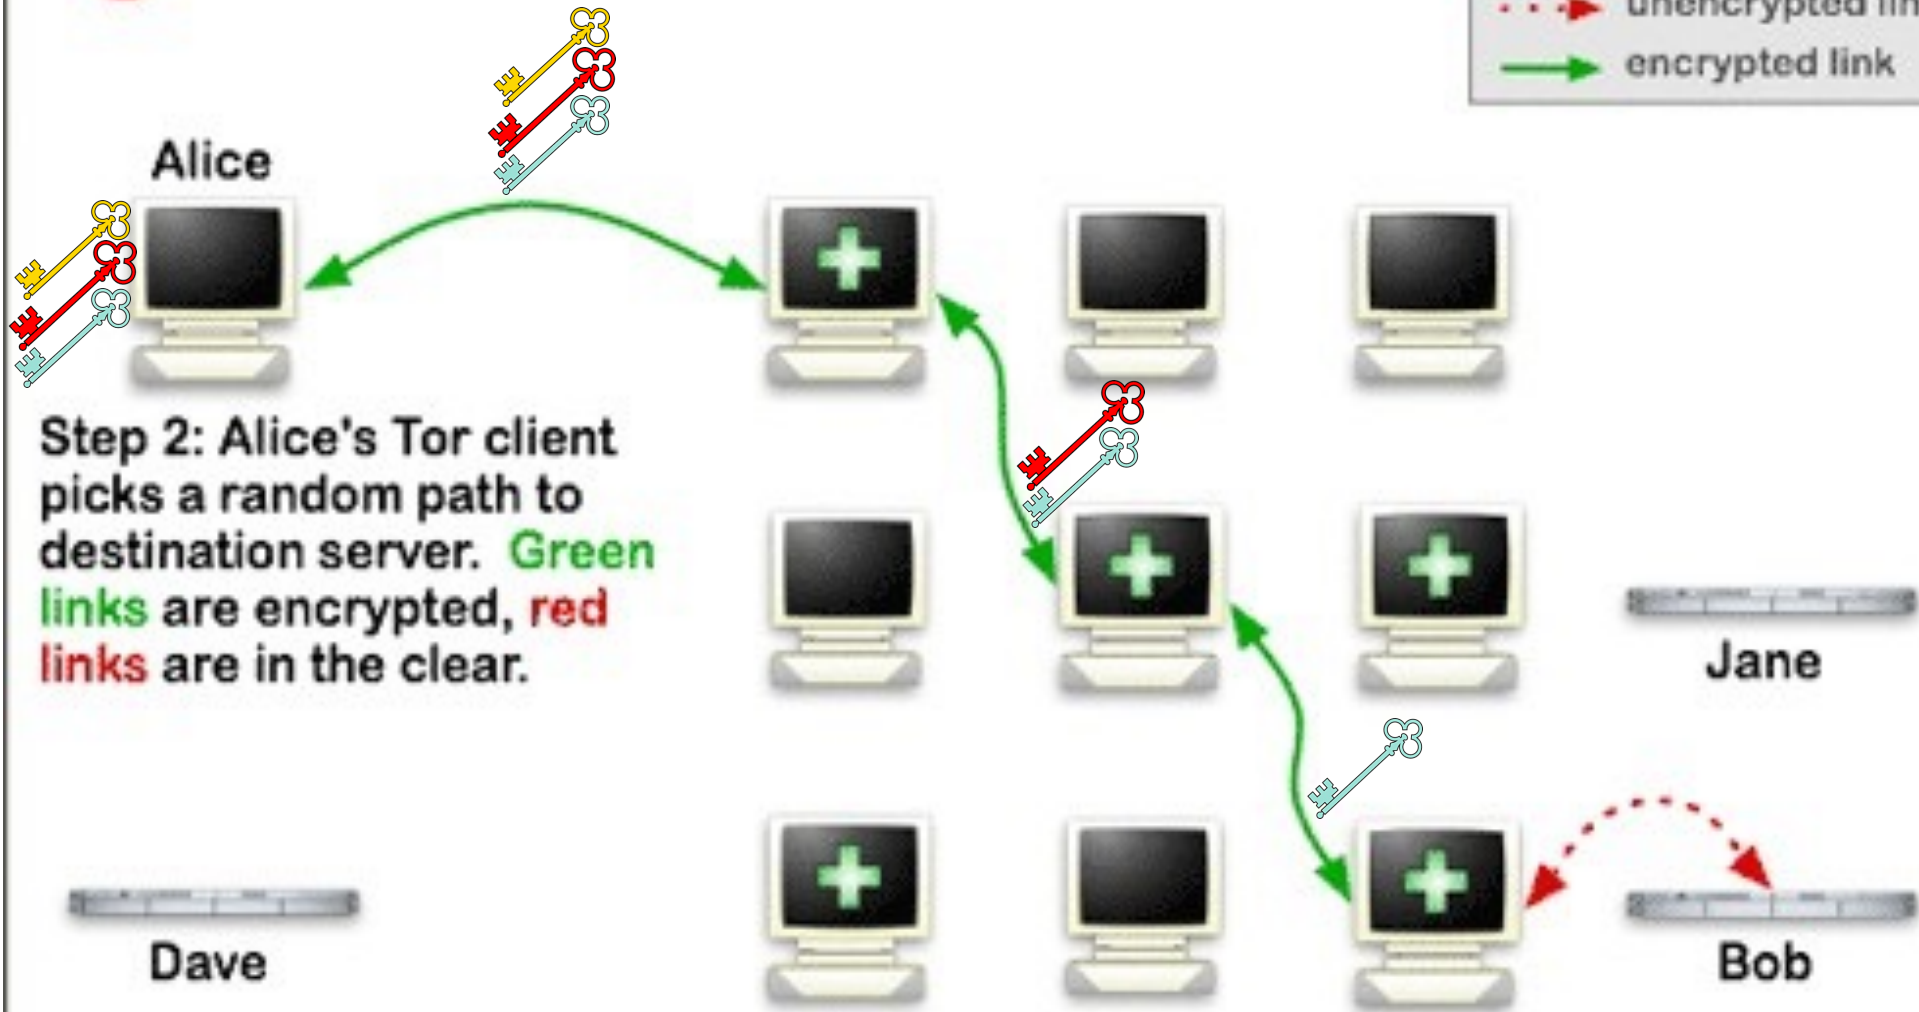 unencrypted
encrypted link
Alice
Step 2: Alice's Tor client
picks a random path to
destination server. Green
links are encrypted, red
links are in the clear.
Jane
Dave
Bob